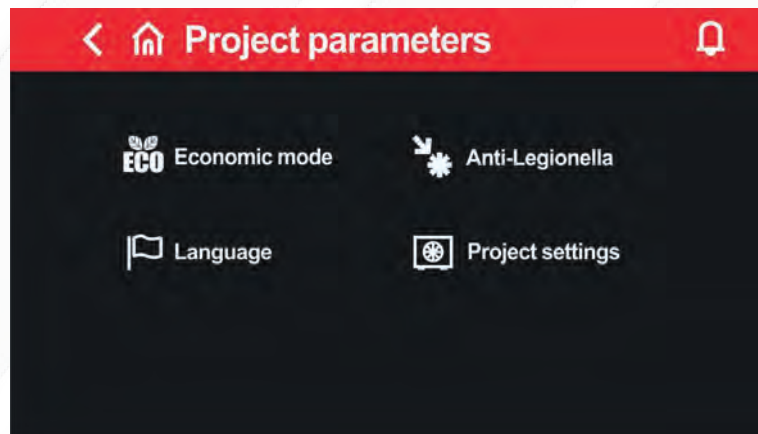 Project parameters
ECO Economic mode
Anti-Legionella
Language
Project settings